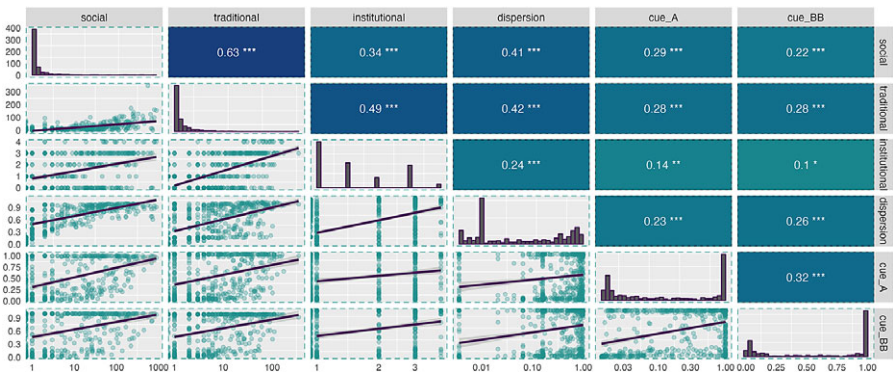 social traditional institutional dispersion cue_A cue_BB
400
300
200
100
0
0.63 *** 0.34 *** 0.41 *** 0.29 *** 0.22 ***
social
300
200
100
0
0.49 *** 0.42 *** 0.28 *** 0.28 ***
traditional
4
3
2
1
0
0.24 *** 0.14 ** 0.1 *
institutional
0.9
0.6
0.3
0.0
0.23 *** 0.26 ***
dispersion
1.00
0.75
0.50
0.25
0.00
0.32 ***
cue_A
0.9
0.6
0.3
0.0
cue_BB
1 10 100 1000 1 10 100 1 2 3 0.01 0.10 1.00 0.03 0.10 0.30 1.00 0.00 0.25 0.50 0.75 1.00